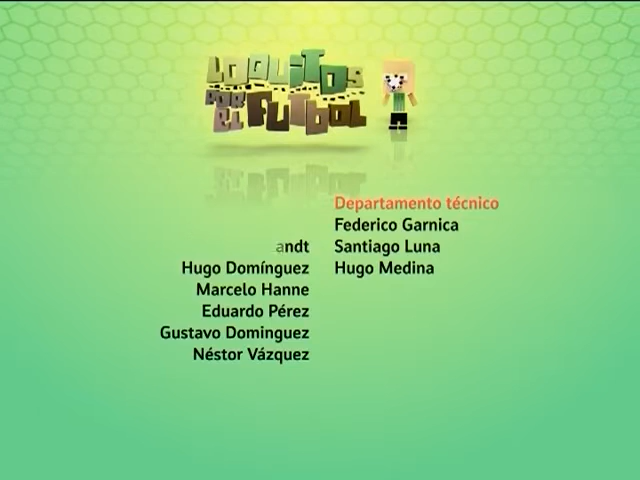 LOQUITOS
POR EL FUTBOL
Departamento técnico
Federico Garnica
Santiago Luna
Hugo Medina
andt
Hugo Domínguez
Marcelo Hanne
Eduardo Pérez
Gustavo Dominguez
Néstor Vázquez